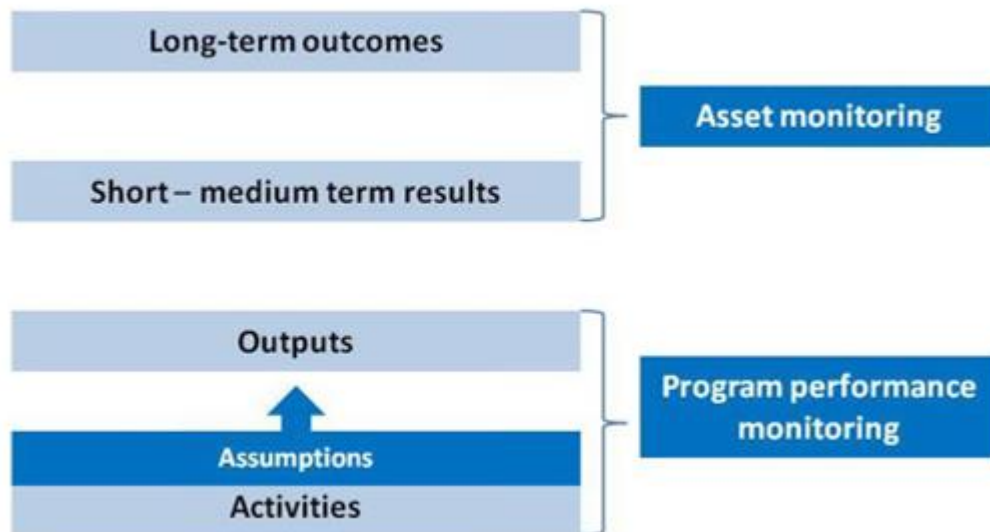 Long-term outcomes
Asset monitoring
Short – medium term results
Outputs
Program performance
monitoring
Assumptions
Activities